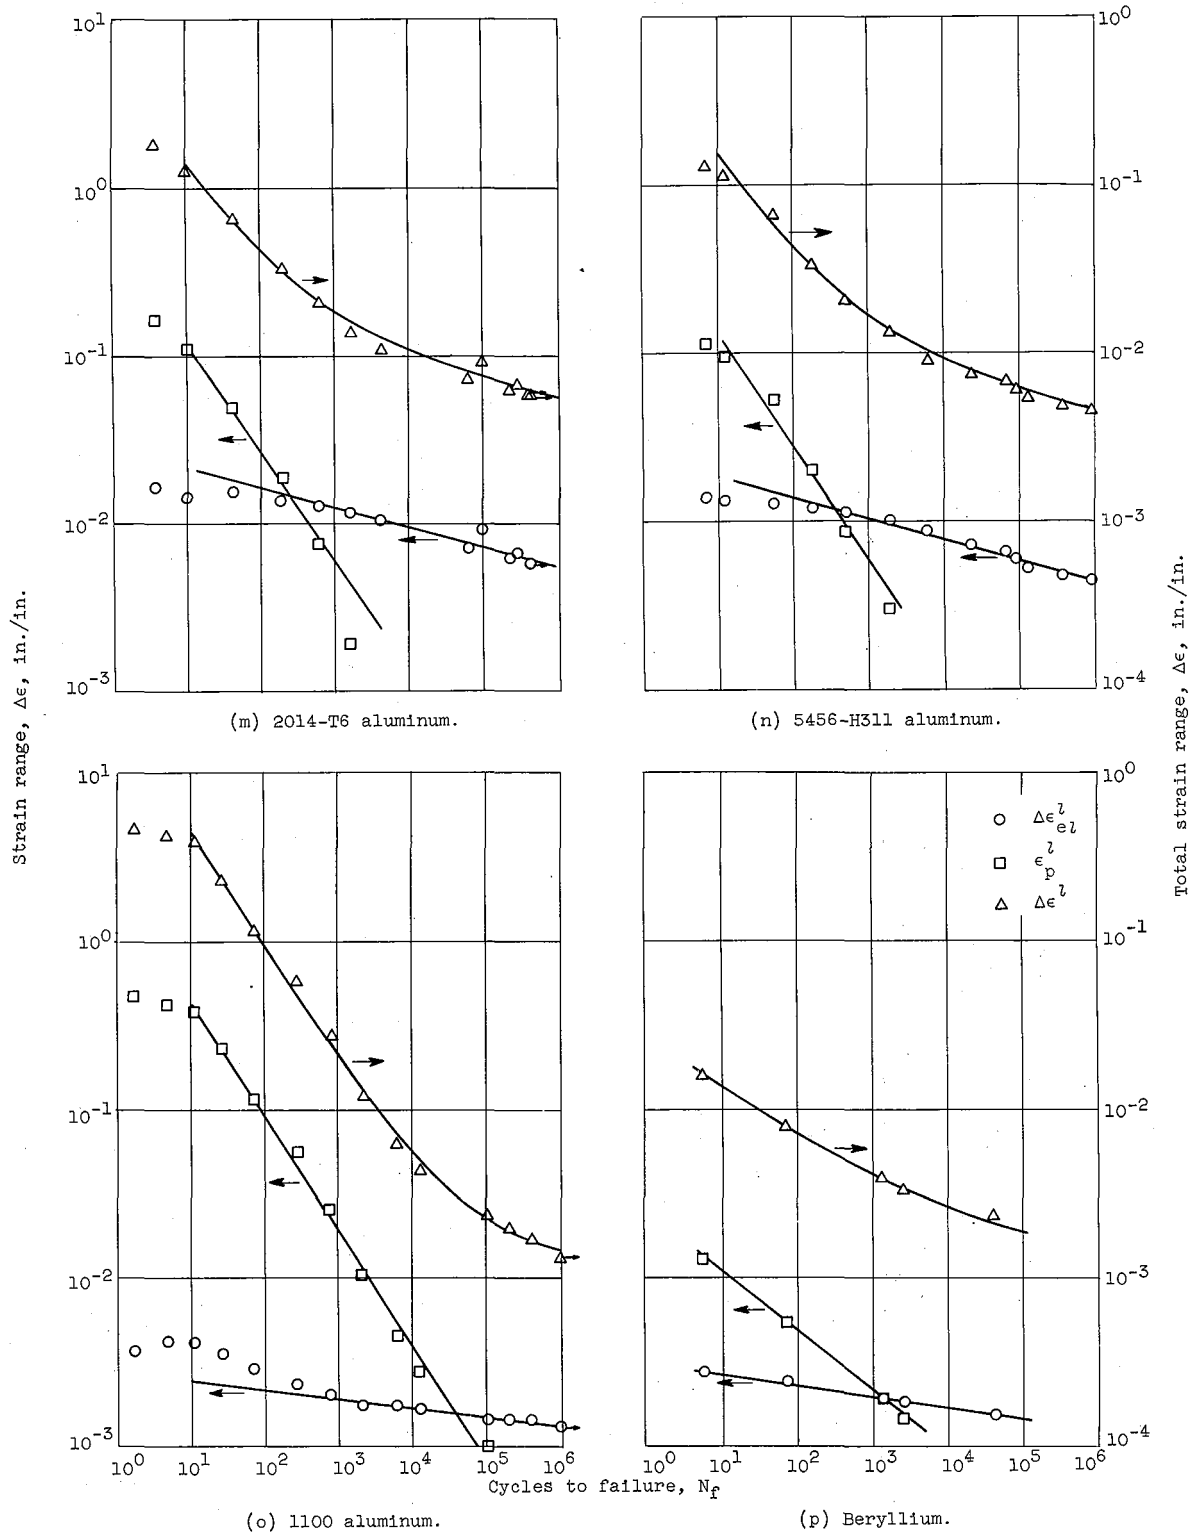 10^1
10^0
10^0
10^-1
10^-1
10^-2
10^-2
10^-3
10^-3
10^-4
(m) 2014-T6 aluminum.
(n) 5456-H311 aluminum.
Strain range, Δϵ, in./in.
Total strain range, Δϵ, in./in.
10^1
10^0
Δϵ^l_el
ϵ^l_p
Δϵ^l
10^0
10^-1
10^-1
10^-2
10^-2
10^-3
10^-3
10^-4
10^0 10^1 10^2 10^3 10^4 10^5 10^6
10^0 10^1 10^2 10^3 10^4 10^5 10^6
Cycles to failure, N_f
(o) 1100 aluminum.
(p) Beryllium.